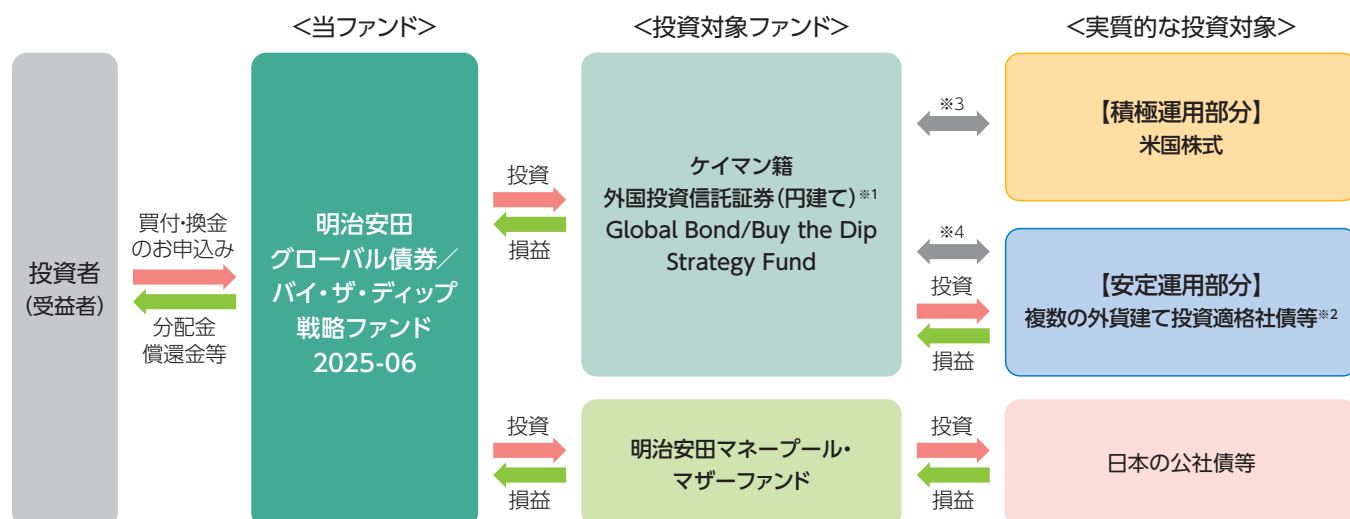 <当ファンド>
<投資対象ファンド>
<実質的な投資対象>
投資者
(受益者)
買付・換金
のお申込み
分配金
償還金等
明治安田
グローバル債券／
バイ・ザ・ディップ
戦略ファンド
2025-06
投資
損益
ケイマン籍
外国投資信託証券(円建て)※1
Global Bond/Buy the Dip
Strategy Fund
※3
【積極運用部分】
米国株式
※4
投資
損益
【安定運用部分】
複数の外貨建て投資適格社債等※2
投資
損益
明治安田マネープール・
マザーファンド
投資
損益
日本の公社債等